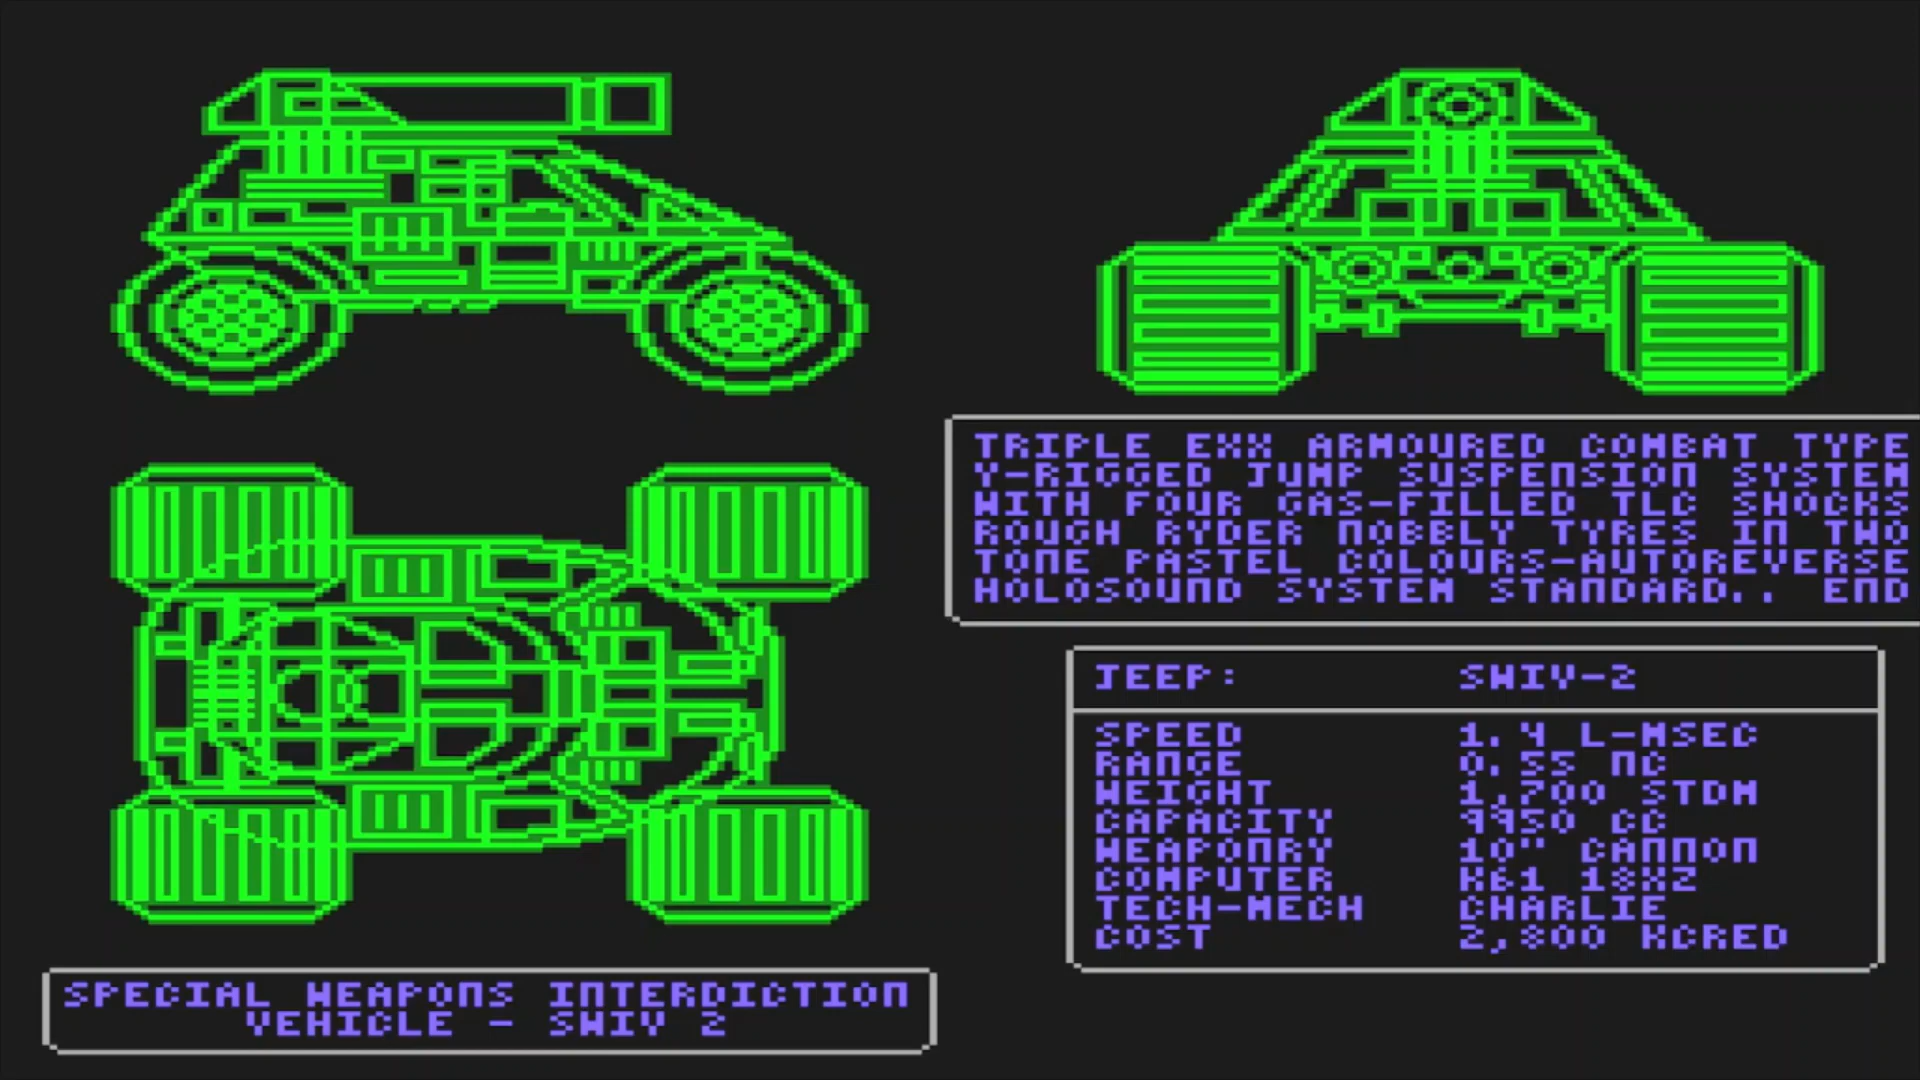 TRIPLE EXX ARMOURED COMBAT TYPE
Y-RIGGED JUMP SUSPENSION SYSTEM
WITH FOUR GAS-FILLED TLC SHOCKS
ROUGH RYDER NOBBLY TYRES IN TWO
TONE PASTEL COLOURS-AUTOREVERSE
HOLOSOUND SYSTEM STANDARD.. END
JEEP: SWIV-2
SPEED 1.4 L-MSEC
RANGE 0.55 NC
WEIGHT 1,700 STDM
CAPACITY 9950 CC
WEAPONRY 10" CANNON
COMPUTER K61 18X2
TECH-MECH CHARLIE
COST 2,800 KCRED
SPECIAL WEAPONS INTERDICTION
VEHICLE - SWIV 2